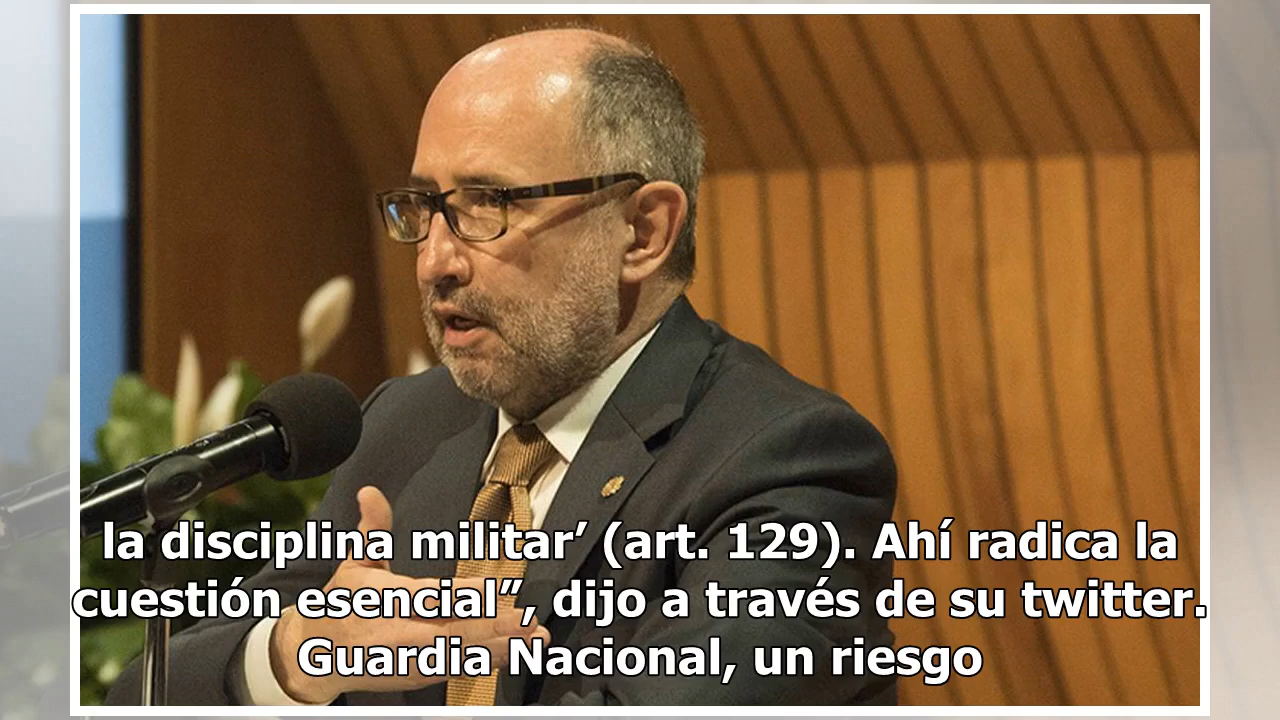 la disciplina militar’ (art. 129). Ahí radica la
cuestión esencial”, dijo a través de su twitter.
Guardia Nacional, un riesgo